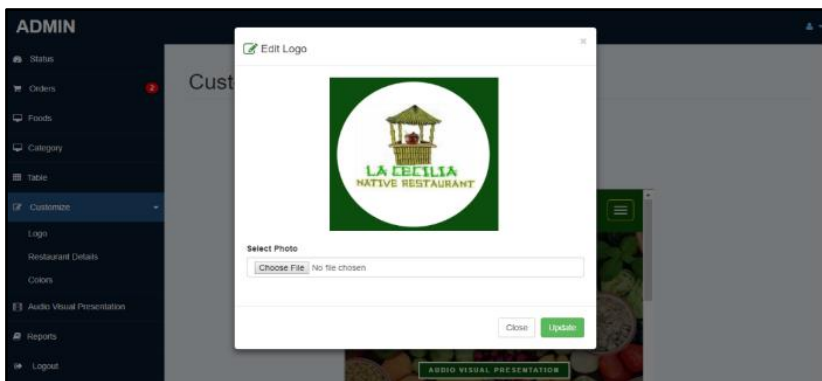 ADMIN
Status
Orders 2
Foods
Category
Table
Customize
Logo
Restaurant Details
Colors
Audio Visual Presentation
Reports
Logout
Cust
Edit Logo
×
LA CECILIA
NATIVE RESTAURANT
Select Photo
Choose File No file chosen
Close Update
AUDIO VISUAL PRESENTATION